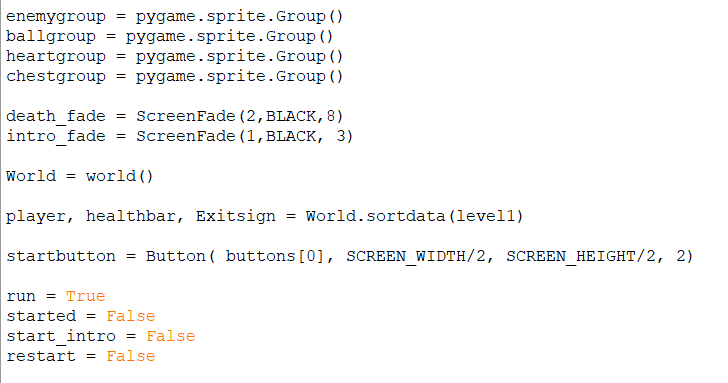 enemygroup = pygame.sprite.Group()
ballgroup = pygame.sprite.Group()
heartgroup = pygame.sprite.Group()
chestgroup = pygame.sprite.Group()
death_fade = ScreenFade(2,BLACK,8)
intro_fade = ScreenFade(1,BLACK, 3)
World = world()
player, healthbar, Exitsign = World.sortdata(level1)
startbutton = Button( buttons[0], SCREEN_WIDTH/2, SCREEN_HEIGHT/2, 2)
run = True
started = False
start_intro = False
restart = False